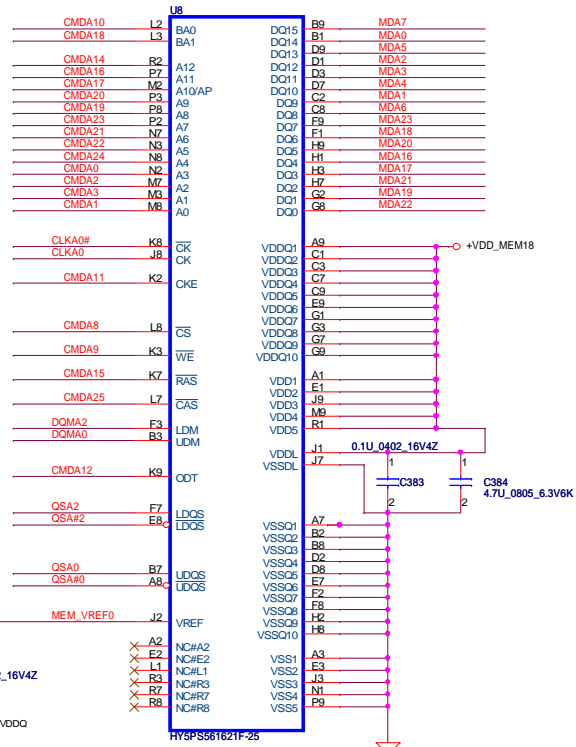 U8
CMDA10 L2 BA0 DQ15 B9 MDA7
CMDA18 L3 BA1 DQ14 B1 MDA0
DQ13 D9 MDA5
CMDA14 R2 A12 DQ12 D1 MDA2
CMDA16 P7 A11 DQ11 D3 MDA3
CMDA17 M2 A10/AP DQ10 D7 MDA4
CMDA20 P3 A9 DQ9 C2 MDA1
CMDA19 P8 A8 DQ8 C8 MDA6
CMDA23 P2 A7 DQ7 F9 MDA23
CMDA21 N7 A6 DQ6 F1 MDA18
CMDA22 N3 A5 DQ5 H9 MDA20
CMDA24 N8 A4 DQ4 H1 MDA16
CMDA0 N2 A3 DQ3 H3 MDA17
CMDA2 M7 A2 DQ2 H7 MDA21
CMDA3 M3 A1 DQ1 G2 MDA19
CMDA1 M8 A0 DQ0 G8 MDA22
CLKA0# K8 CK VDDQ1 A9 +VDD_MEM18
CLKA0 J8 CK VDDQ2 C1
VDDQ3 C3
CMDA11 K2 CKE VDDQ4 C7
VDDQ5 C9
VDDQ6 E9
VDDQ7 G1
CMDA8 L8 CS VDDQ8 G3
VDDQ9 G7
CMDA9 K3 WE VDDQ10 G9
CMDA15 K7 RAS VDD1 A1
VDD2 E1
CMDA25 L7 CAS VDD3 J9
VDD4 M9
DQMA2 F3 LDM VDD5 R1
DQMA0 B3 UDM
VDDL J1 0.1U_0402_16V4Z
VSSDL J7 1 1
CMDA12 K9 ODT C383 C384
4.7U_0805_6.3V6K
2 2
QSA2 F7 LDQS
QSA#2 E8 LDQS VSSQ1 A7
VSSQ2 B2
VSSQ3 B8
VSSQ4 D2
QSA0 B7 UDQS VSSQ5 D8
QSA#0 A8 UDQS VSSQ6 E7
VSSQ7 F2
VSSQ8 F8
MEM_VREF0 J2 VREF VSSQ9 H2
VSSQ10 H8
A2 NC#A2
E2 NC#E2 VSS1 A3
L1 NC#L1 VSS2 E3
R3 NC#R3 VSS3 J3
R7 NC#R7 VSS4 N1
R8 NC#R8 VSS5 P9
_16V4Z
VDDQ
HY5PS561621F-25